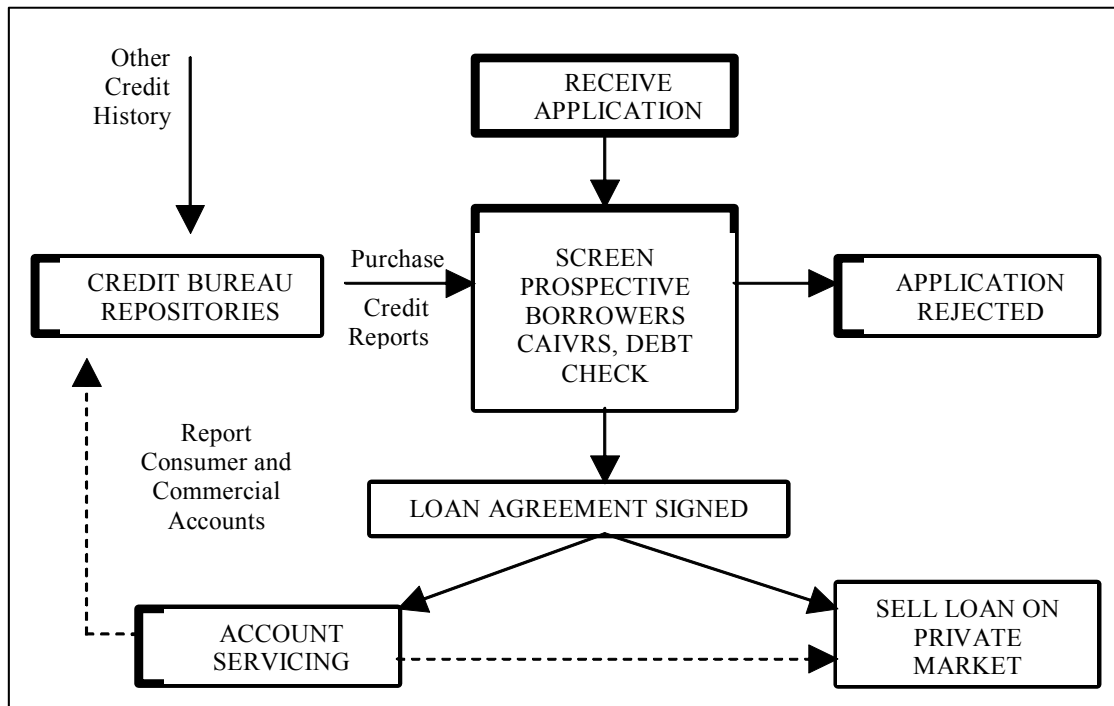 Other
Credit
History
RECEIVE
APPLICATION
CREDIT BUREAU
REPOSITORIES
Purchase
Credit
Reports
SCREEN
PROSPECTIVE
BORROWERS
CAIVRS, DEBT
CHECK
APPLICATION
REJECTED
Report
Consumer and
Commercial
Accounts
LOAN AGREEMENT SIGNED
ACCOUNT
SERVICING
SELL LOAN ON
PRIVATE
MARKET